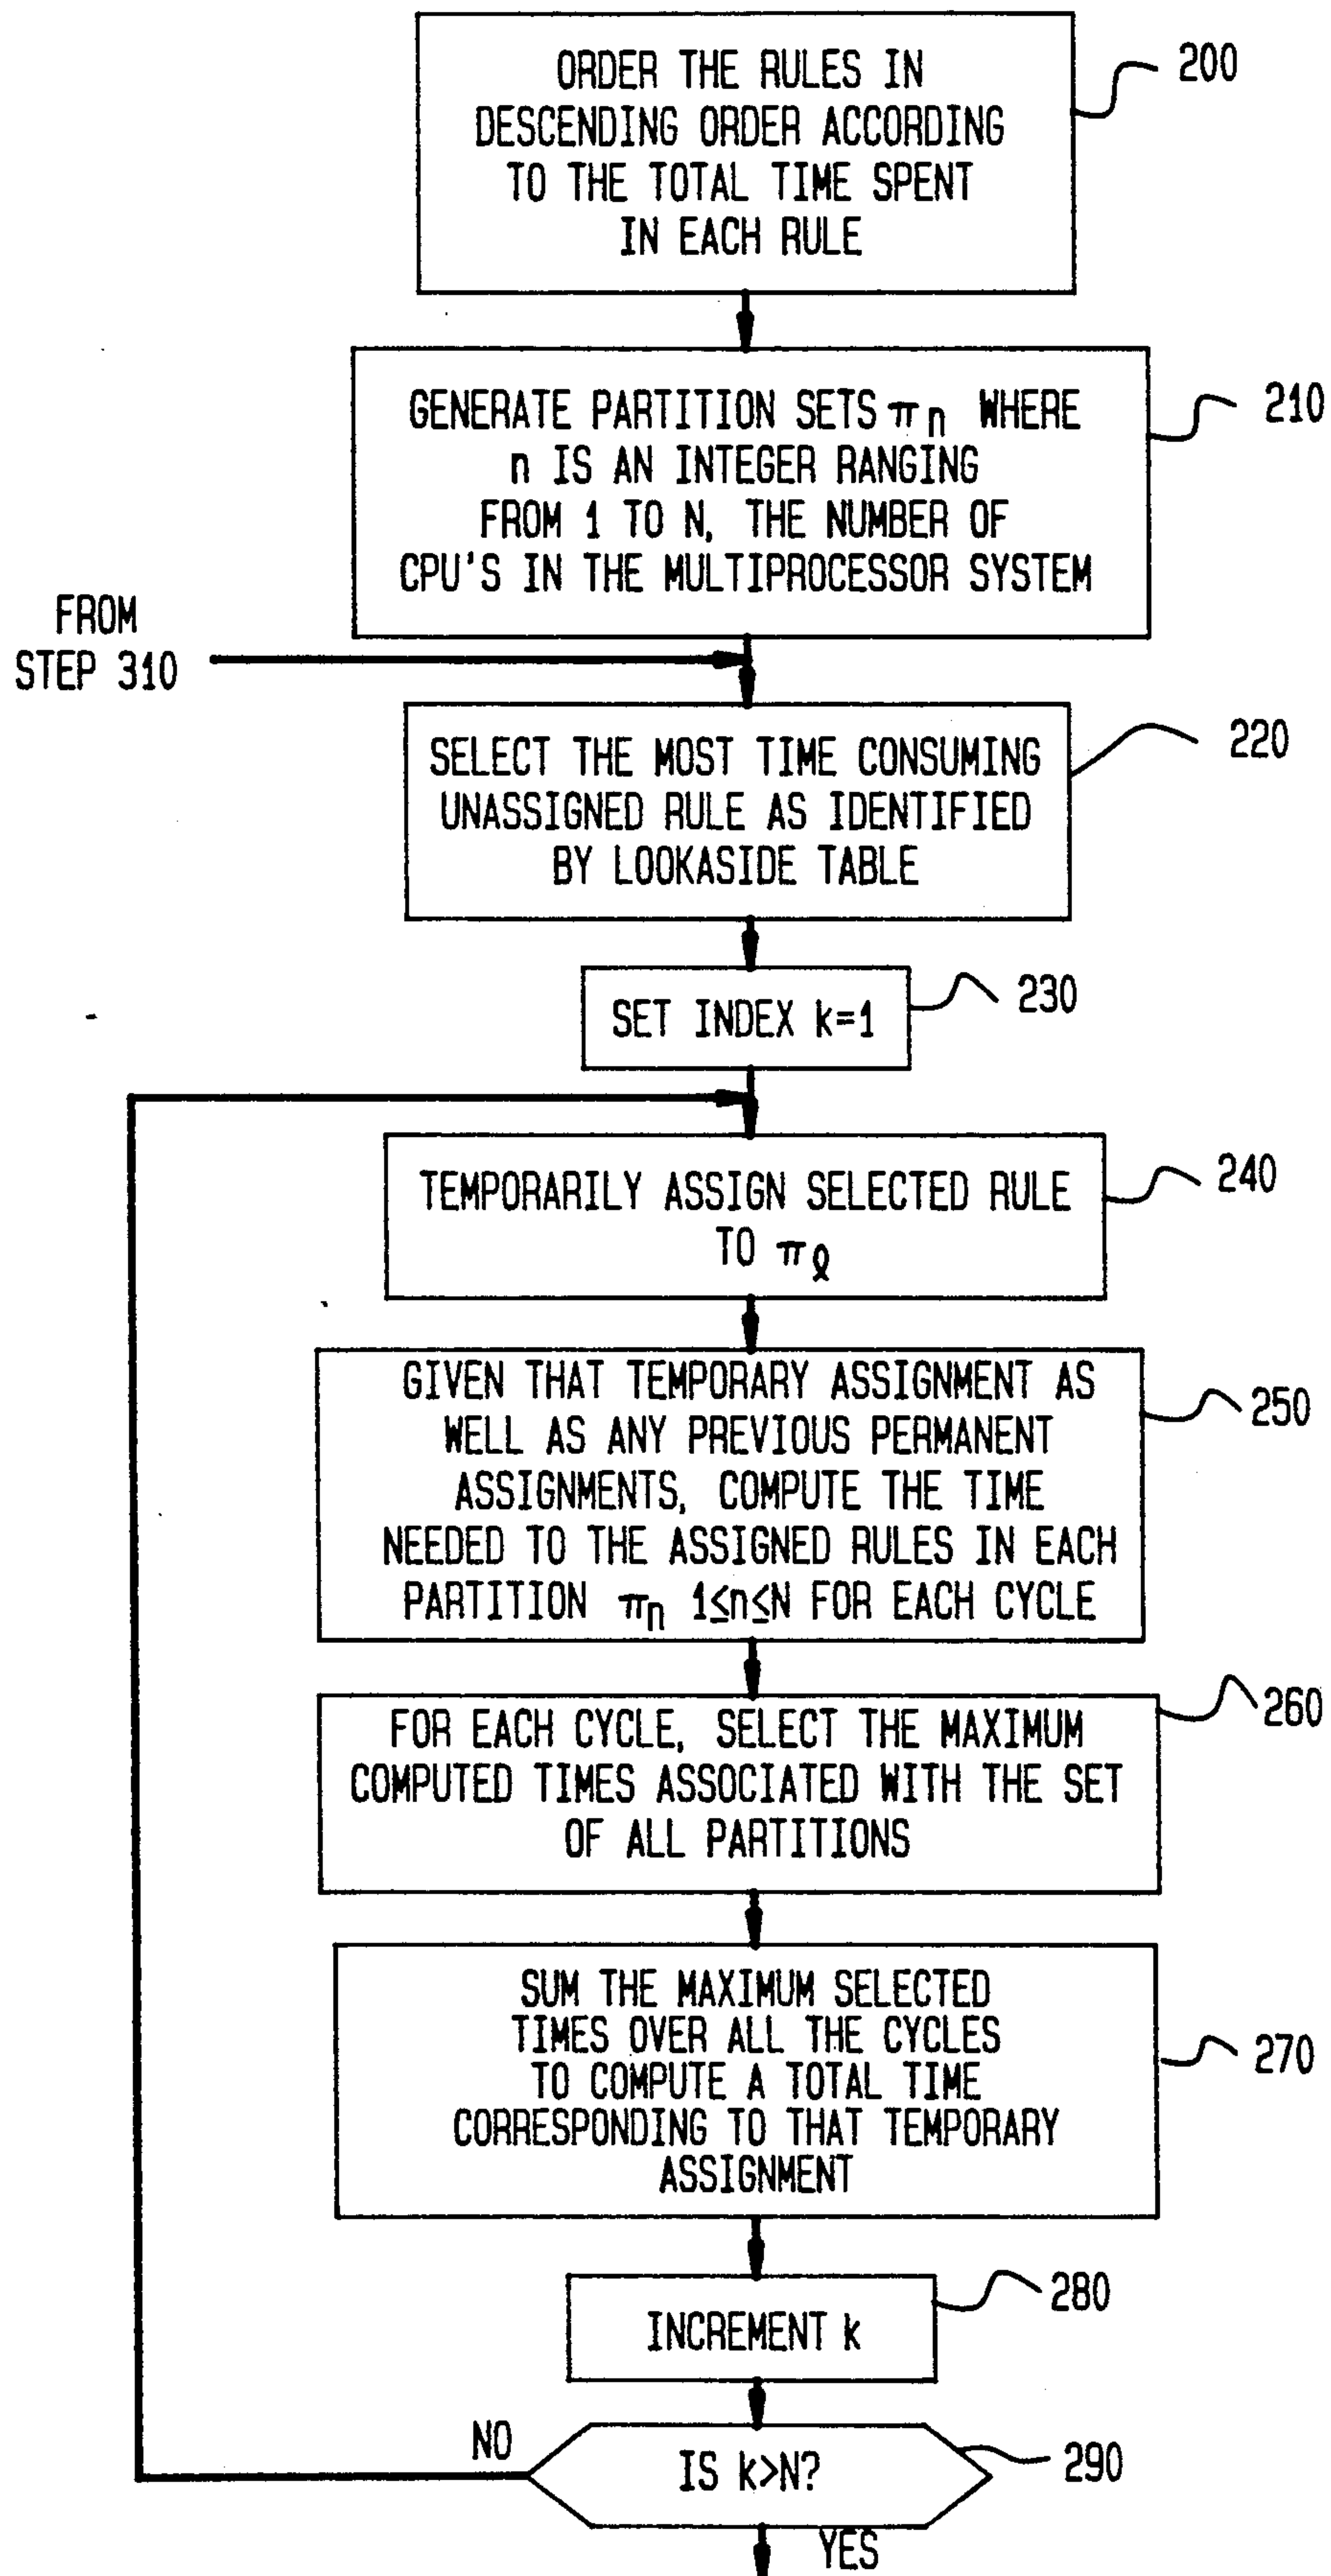 ORDER THE RULES IN
DESCENDING ORDER ACCORDING
TO THE TOTAL TIME SPENT
IN EACH RULE
200
GENERATE PARTITION SETS πn WHERE
n IS AN INTEGER RANGING
FROM 1 TO N, THE NUMBER OF
CPU'S IN THE MULTIPROCESSOR SYSTEM
210
FROM
STEP 310
SELECT THE MOST TIME CONSUMING
UNASSIGNED RULE AS IDENTIFIED
BY LOOKASIDE TABLE
220
SET INDEX k=1
230
TEMPORARILY ASSIGN SELECTED RULE
TO πℓ
240
GIVEN THAT TEMPORARY ASSIGNMENT AS
WELL AS ANY PREVIOUS PERMANENT
ASSIGNMENTS, COMPUTE THE TIME
NEEDED TO THE ASSIGNED RULES IN EACH
PARTITION πn 1≤n≤N FOR EACH CYCLE
250
FOR EACH CYCLE, SELECT THE MAXIMUM
COMPUTED TIMES ASSOCIATED WITH THE SET
OF ALL PARTITIONS
260
SUM THE MAXIMUM SELECTED
TIMES OVER ALL THE CYCLES
TO COMPUTE A TOTAL TIME
CORRESPONDING TO THAT TEMPORARY
ASSIGNMENT
270
INCREMENT k
280
NO
IS k>N?
290
YES